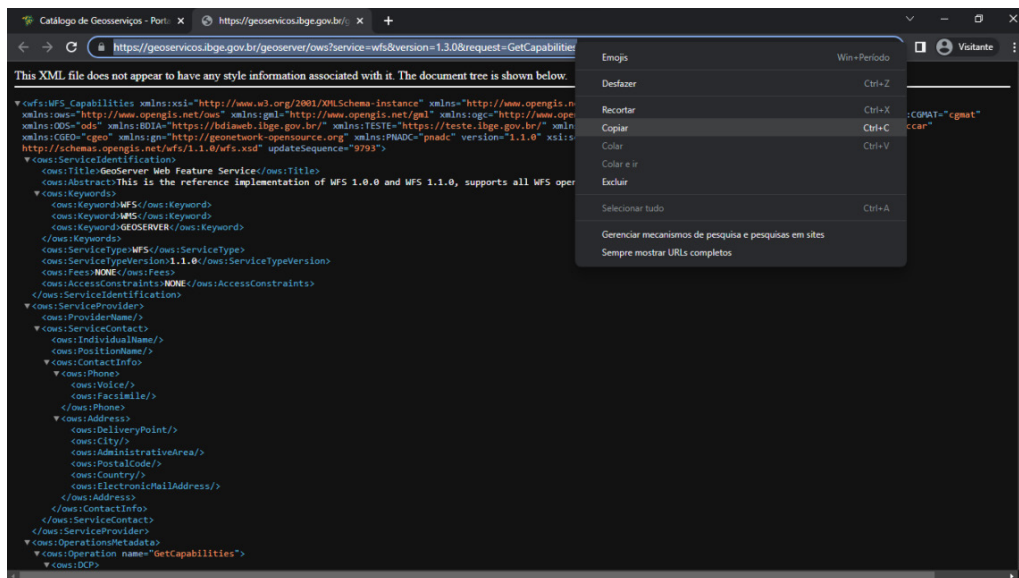 Catálogo de Geosserviços - Porta
https://geoservicos.ibge.gov.br/g
https://geoservicos.ibge.gov.br/geoserver/ows?service=wfs&version=1.3.0&request=GetCapabilities
Visitante
Emojis Win+Período
Desfazer Ctrl+Z
Recortar Ctrl+X
Copiar Ctrl+C
Colar Ctrl+V
Colar e ir
Excluir
Selecionar tudo Ctrl+A
Gerenciar mecanismos de pesquisa e pesquisas em sites
Sempre mostrar URLs completos
This XML file does not appear to have any style information associated with it. The document tree is shown below.
▼<wfs:WFS_Capabilities xmlns:xsi="http://www.w3.org/2001/XMLSchema-instance" xmlns="http://www.opengis.n
xmlns:ows="http://www.opengis.net/ows" xmlns:gml="http://www.opengis.net/gml" xmlns:ogc="http://www.ope :CGMAT="cgmat"
xmlns:ODS="ods" xmlns:BDIA="https://bdiaweb.ibge.gov.br/" xmlns:TESTE="https://teste.ibge.gov.br/" xmln ccar"
xmlns:CGEO="cgeo" xmlns:gn="http://geonetwork-opensource.org" xmlns:PNADC="pnadc" version="1.1.0" xsi:s
http://schemas.opengis.net/wfs/1.1.0/wfs.xsd" updateSequence="9793">
▼<ows:ServiceIdentification>
<ows:Title>GeoServer Web Feature Service</ows:Title>
<ows:Abstract>This is the reference implementation of WFS 1.0.0 and WFS 1.1.0, supports all WFS oper
▼<ows:Keywords>
<ows:Keyword>WFS</ows:Keyword>
<ows:Keyword>WMS</ows:Keyword>
<ows:Keyword>GEOSERVER</ows:Keyword>
</ows:Keywords>
<ows:ServiceType>WFS</ows:ServiceType>
<ows:ServiceTypeVersion>1.1.0</ows:ServiceTypeVersion>
<ows:Fees>NONE</ows:Fees>
<ows:AccessConstraints>NONE</ows:AccessConstraints>
</ows:ServiceIdentification>
▼<ows:ServiceProvider>
<ows:ProviderName/>
▼<ows:ServiceContact>
<ows:IndividualName/>
<ows:PositionName/>
▼<ows:ContactInfo>
▼<ows:Phone>
<ows:Voice/>
<ows:Facsimile/>
</ows:Phone>
▼<ows:Address>
<ows:DeliveryPoint/>
<ows:City/>
<ows:AdministrativeArea/>
<ows:PostalCode/>
<ows:Country/>
<ows:ElectronicMailAddress/>
</ows:Address>
</ows:ContactInfo>
</ows:ServiceContact>
</ows:ServiceProvider>
▼<ows:OperationsMetadata>
▼<ows:Operation name="GetCapabilities">
▼<ows:DCP>